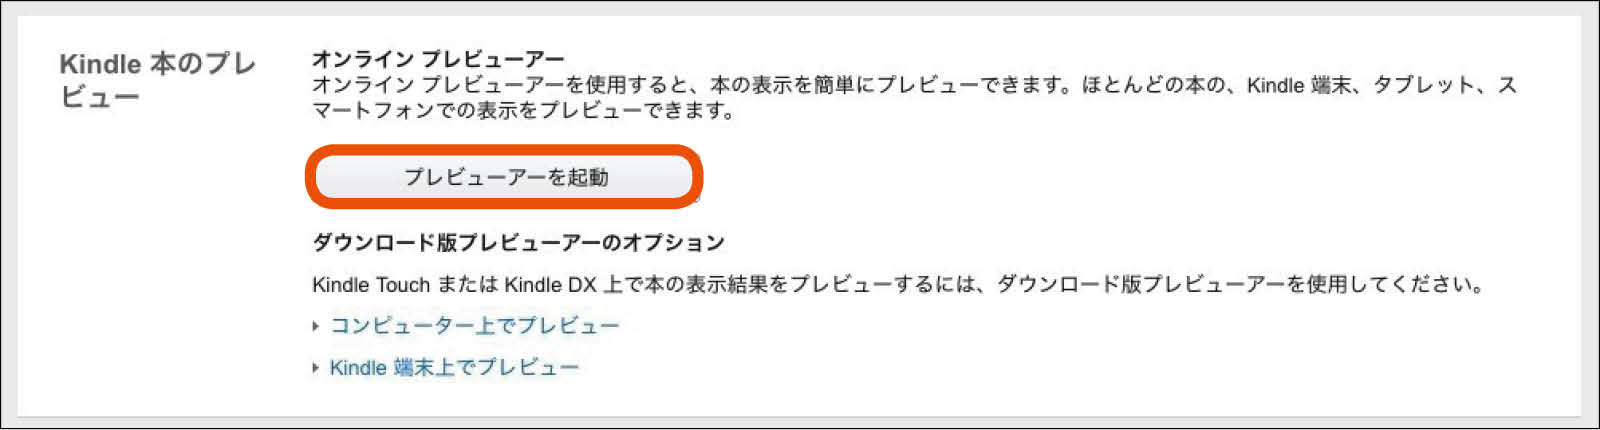 Kindle 本のプレ
ビュー
オンライン プレビューアー
オンライン プレビューアーを使用すると、本の表示を簡単にプレビューできます。ほとんどの本の、Kindle 端末、タブレット、ス
マートフォンでの表示をプレビューできます。
プレビューアーを起動
ダウンロード版プレビューアーのオプション
Kindle Touch または Kindle DX 上で本の表示結果をプレビューするには、ダウンロード版プレビューアーを使用してください。
コンピューター上でプレビュー
Kindle 端末上でプレビュー